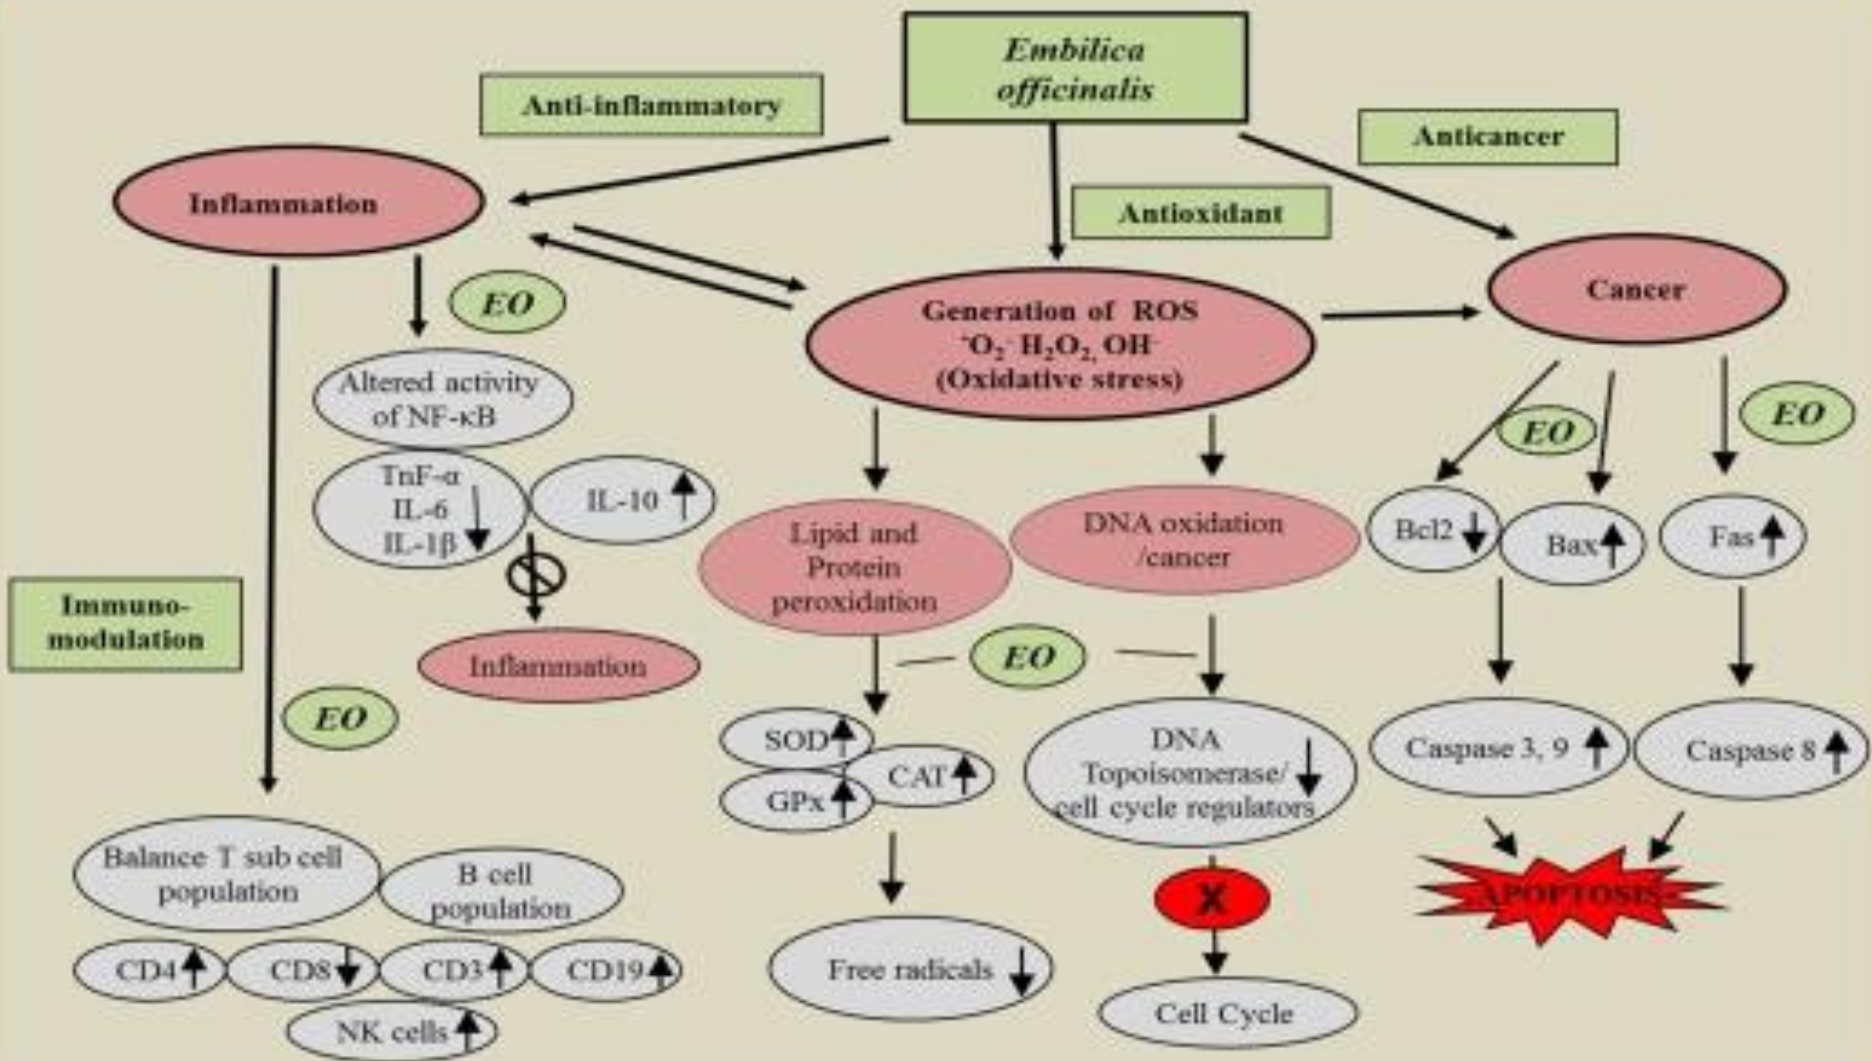 Embilica
officinalis
Anti-inflammatory
Anticancer
Antioxidant
Inflammation
Cancer
Generation of ROS
·O₂⁻ H₂O₂, OH⁻
(Oxidative stress)
EO
Altered activity
of NF-κB
TnF-α
IL-6
IL-1β
IL-10
EO
EO
Bcl2
Bax
Fas
Lipid and
Protein
peroxidation
DNA oxidation
/cancer
Immuno-
modulation
Inflammation
EO
EO
SOD
CAT
GPx
DNA
Topoisomerase/
cell cycle regulators
Caspase 3, 9
Caspase 8
Balance T sub cell
population
B cell
population
X
APOPTOSIS
CD4
CD8
CD3
CD19
NK cells
Free radicals
Cell Cycle